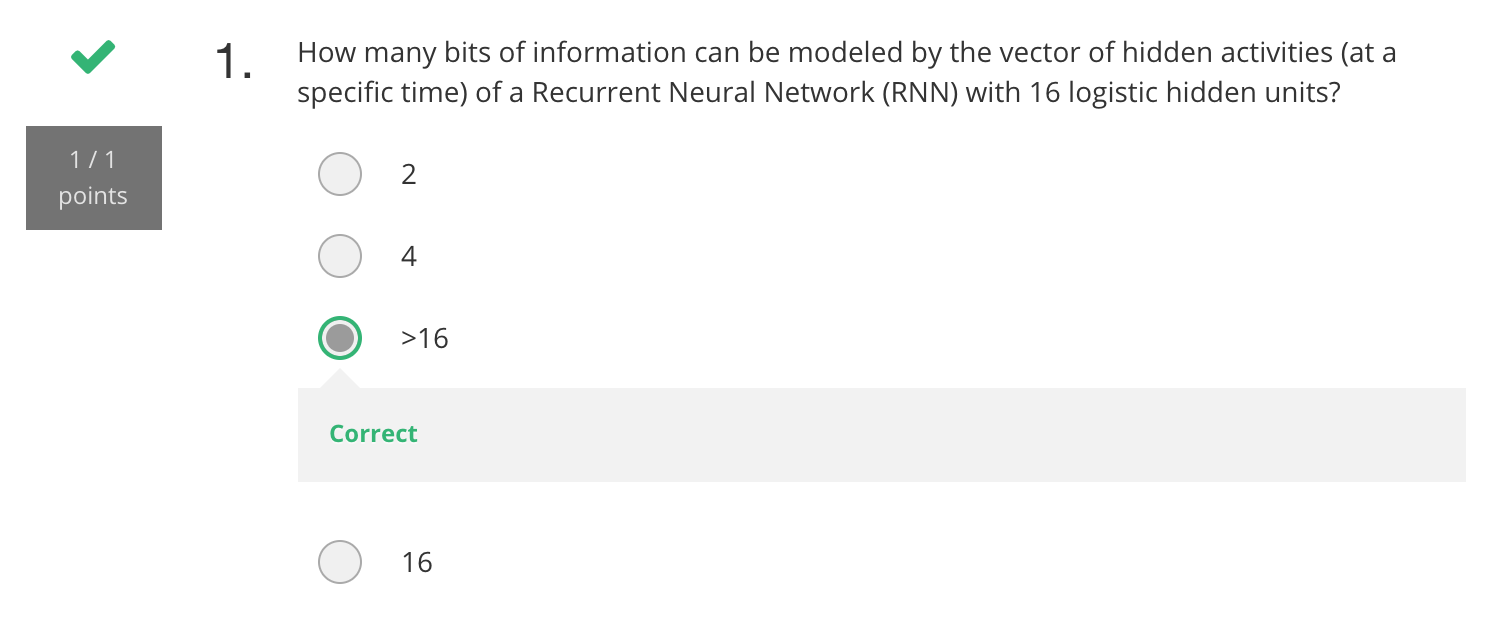 1. How many bits of information can be modeled by the vector of hidden activities (at a
specific time) of a Recurrent Neural Network (RNN) with 16 logistic hidden units?
1 / 1
points
2
4
>16
Correct
16